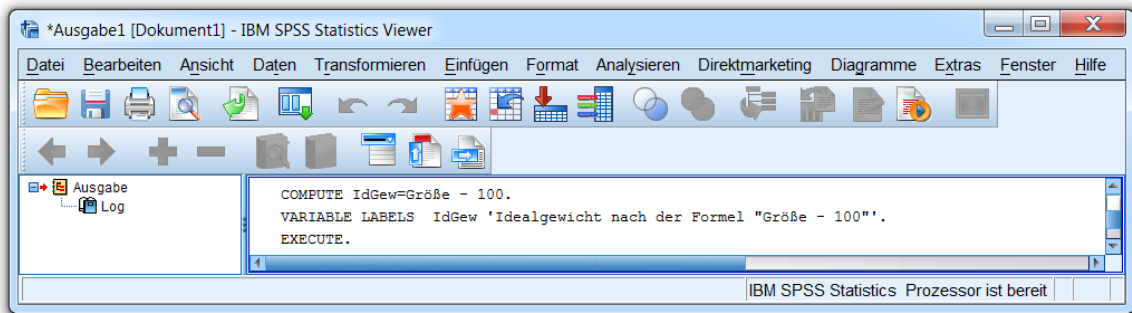 *Ausgabe1 [Dokument1] - IBM SPSS Statistics Viewer
Datei Bearbeiten Ansicht Daten Transformieren Einfügen Format Analysieren Direktmarketing Diagramme Extras Fenster Hilfe
Ausgabe
Log
COMPUTE IdGew=Größe - 100.
VARIABLE LABELS  IdGew 'Idealgewicht nach der Formel "Größe - 100"'.
EXECUTE.
IBM SPSS Statistics Prozessor ist bereit